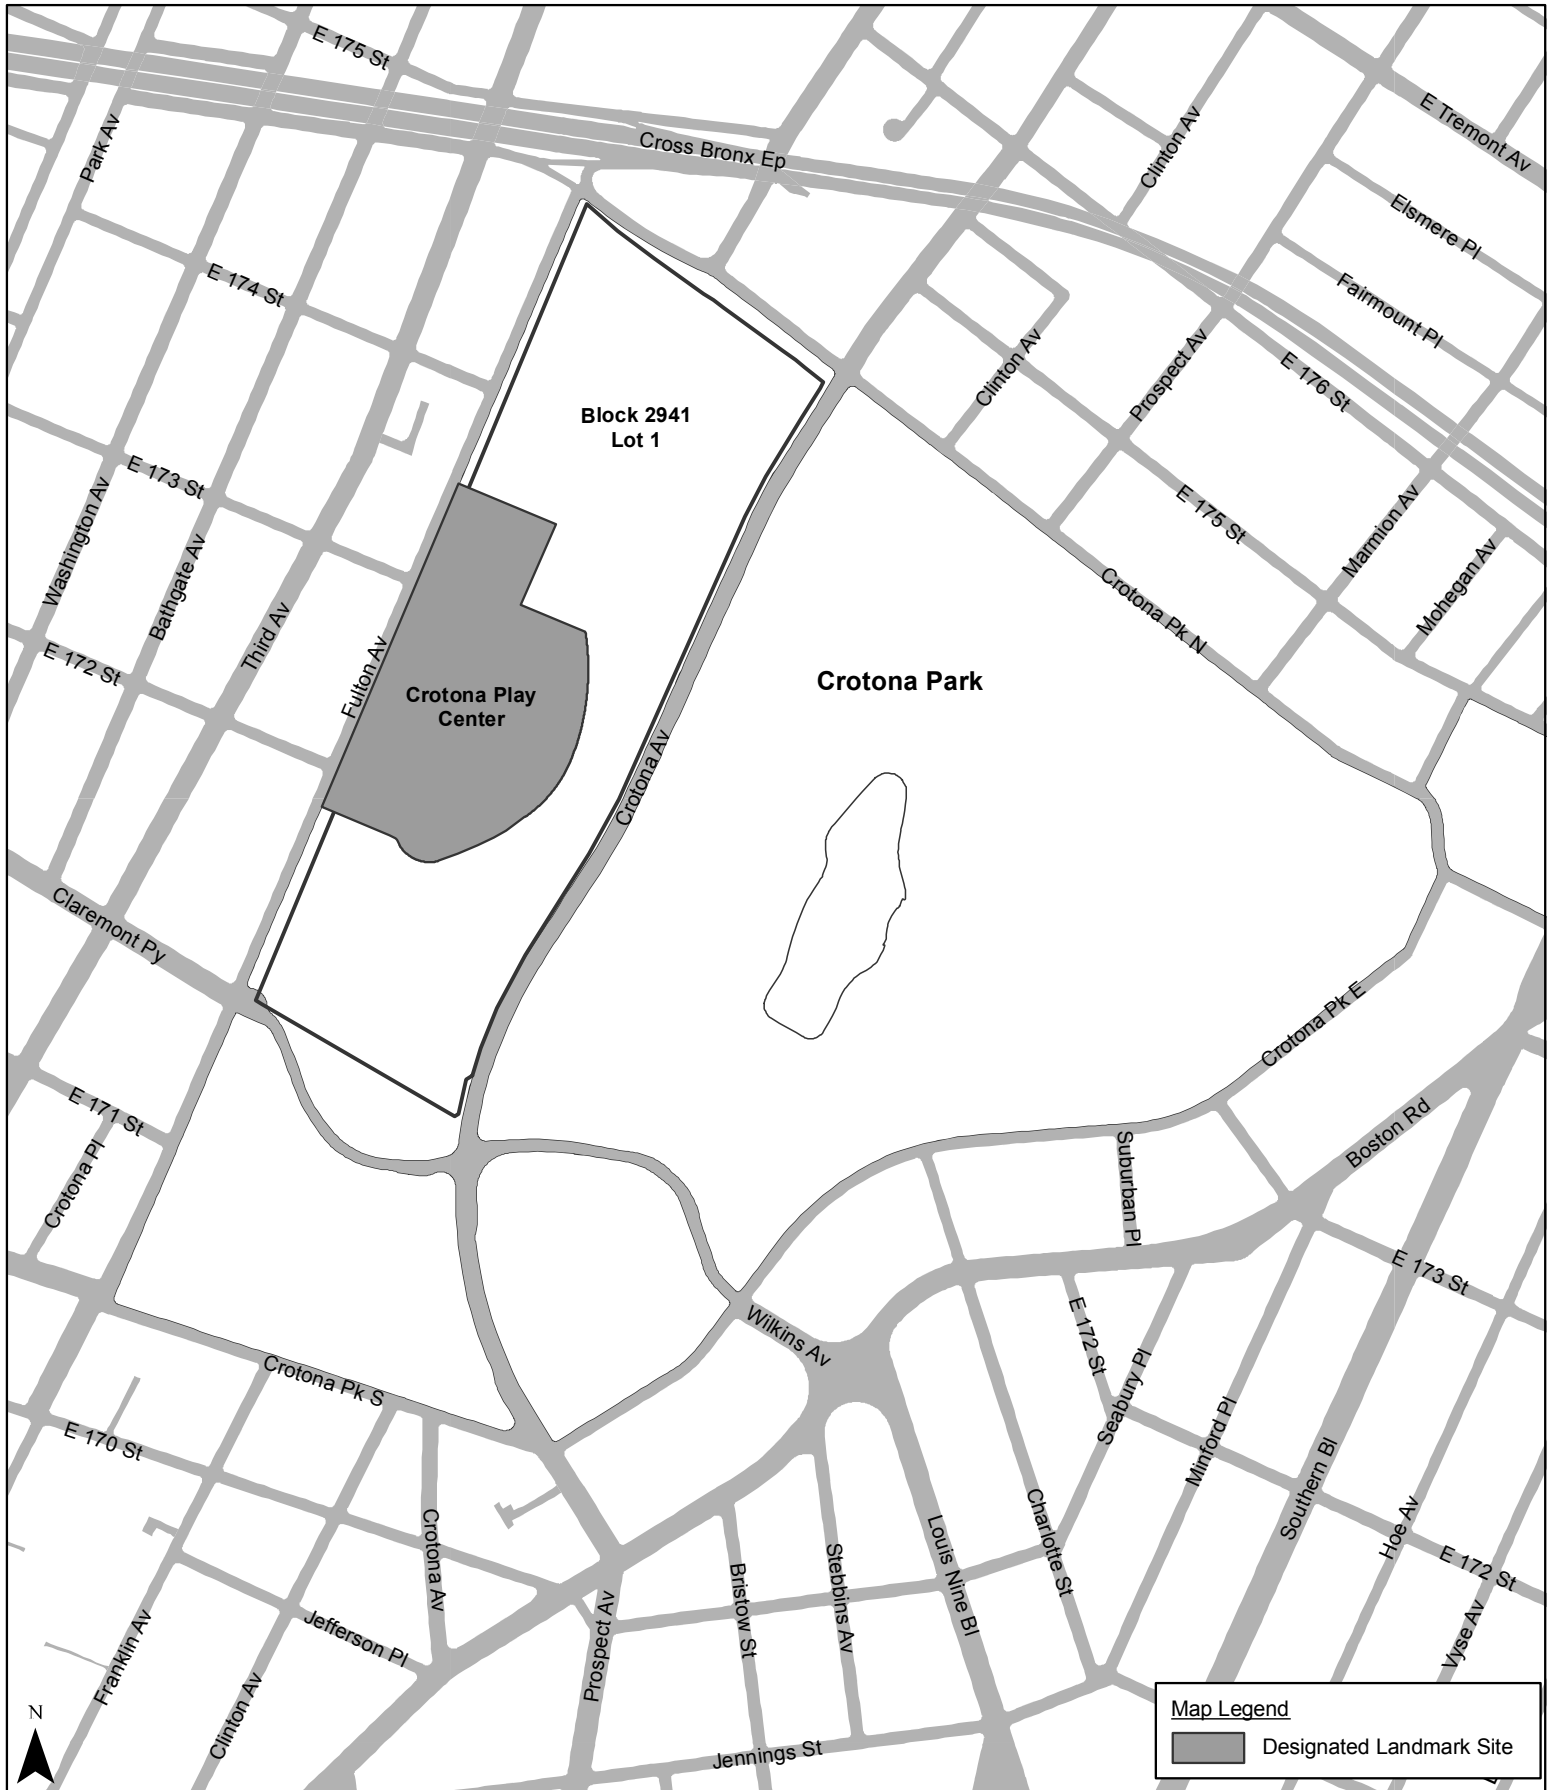 E 175 St
Park Av
Cross Bronx Ep
Clinton Av
E Tremont Av
Elsmere Pl
Fairmount Pl
E 174 St
Clinton Av
Prospect Av
E 176 St
Block 2941
Lot 1
E 173 St
Washington Av
Bathgate Av
E 175 St
Marmion Av
Mohegan Av
Crotona Pk N
Third Av
Fulton Av
E 172 St
Crotona Play
Center
Crotona Park
Crotona Av
Claremont Py
Crotona Pk E
E 171 St
Crotona Pl
Boston Rd
Suburban Pl
E 173 St
Wilkins Av
E 172 St
Seabury Pl
Crotona Pk S
Minford Pl
E 170 St
Southern Bl
Crotona Av
Charlotte St
Louis Nine Bl
Hoe Av
Stebbins Av
Bristow St
E 172 St
Prospect Av
Jefferson Pl
Franklin Av
Vyse Av
Clinton Av
Jennings St
N
Map Legend
Designated Landmark Site